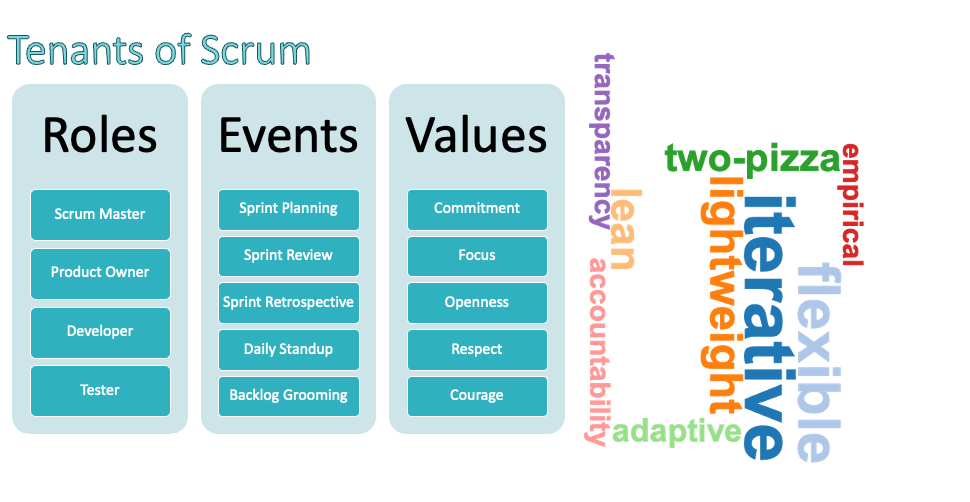 Tenants of Scrum
Roles
Scrum Master
Product Owner
Developer
Tester
Events
Sprint Planning
Sprint Review
Sprint Retrospective
Daily Standup
Backlog Grooming
Values
Commitment
Focus
Openness
Respect
Courage
transparency
lean
accountability
adaptive
two-pizza
lightweight
iterative
flexible
empirical